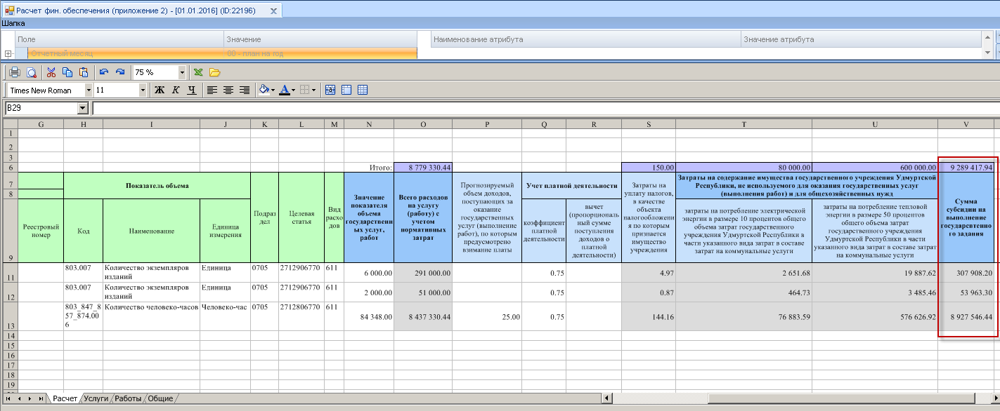 Расчет фин. обеспечения (приложение 2) - [01.01.2016] (ID:22196)
Шапка
Поле Значение Наименование атрибута Значение атрибута
Отчетный месяц 00 - план на год
75 %
Times New Roman 11 Ж К Ч
B29
G H I J K L M N O P Q R S T U V
1
2
3
6 Итого: 8 779 330.44 150.00 80 000.00 600 000.00 9 289 417.94
7
8
9
Показатель объема
Реестровый
номер
Код
Наименование
Единица
измерения
Подраз
дел
Целевая
статья
Вид
расхо
дов
Значение
показателя
объема
государственн
ых услуг,
работ
Всего расходов
на услугу
(работу) с
учетом
нормативных
затрат
Прогнозируемый
объем доходов,
поступающих за
оказание
государственных
услуг (выполнение
работ), по которым
предусмотрено
взимание платы
Учет платной деятельности
коэффициент
платной
деятельности
вычет
(пропорциональ
ный сумме
поступления
доходов о
платной
деятельности)
Затраты на
уплату налогов,
в качестве
объекта
налогообложени
я по которым
признается
имущество
учреждения
Затраты на содержание имущества государственного учреждения Удмуртской
Республики, не используемого для оказания государственных услуг
(выполнения работ) и для общехозяйственных нужд
затраты на потребление электрической
энергии в размере 10 процентов общего
объема затрат государственного
учреждения Удмуртской Республики в
части указанного вида затрат в составе
затрат на коммунальные услуги
затраты на потребление тепловой
энергии в размере 50 процентов
общего объема затрат
государственного учреждения
Удмуртской Республики в части
указанного вида затрат в составе затрат
на коммунальные услуги
Сумма
субсидии на
выполнение
государсвтенно
го задания
11 803.007 Количество экземпляров
изданий Единица 0705 2712906770 611 6 000.00 291 000.00 0.75 4.97 2 651.68 19 887.62 307 908.20
12 803.007 Количество экземпляров
изданий Единица 0705 2712906770 611 2 000.00 51 000.00 0.75 0.87 464.73 3 485.46 53 963.30
13 803_847_8
57_874.00
6 Количество человеко-часов Человеко-час 0705 2712806770 611 84 348.00 8 437 330.44 25.00 0.75 144.16 76 883.59 576 626.92 8 927 546.44
14
15
16
17
18
19
Расчет Услуги Работы Общие